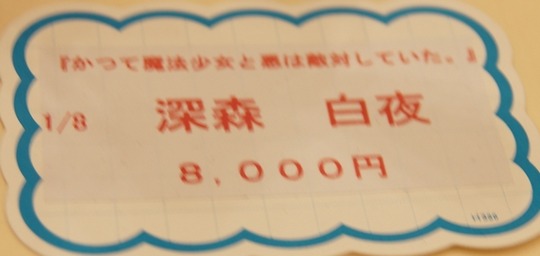 『かつて魔法少女と悪は敵対していた。』
1/8 深森 白夜
8,000円